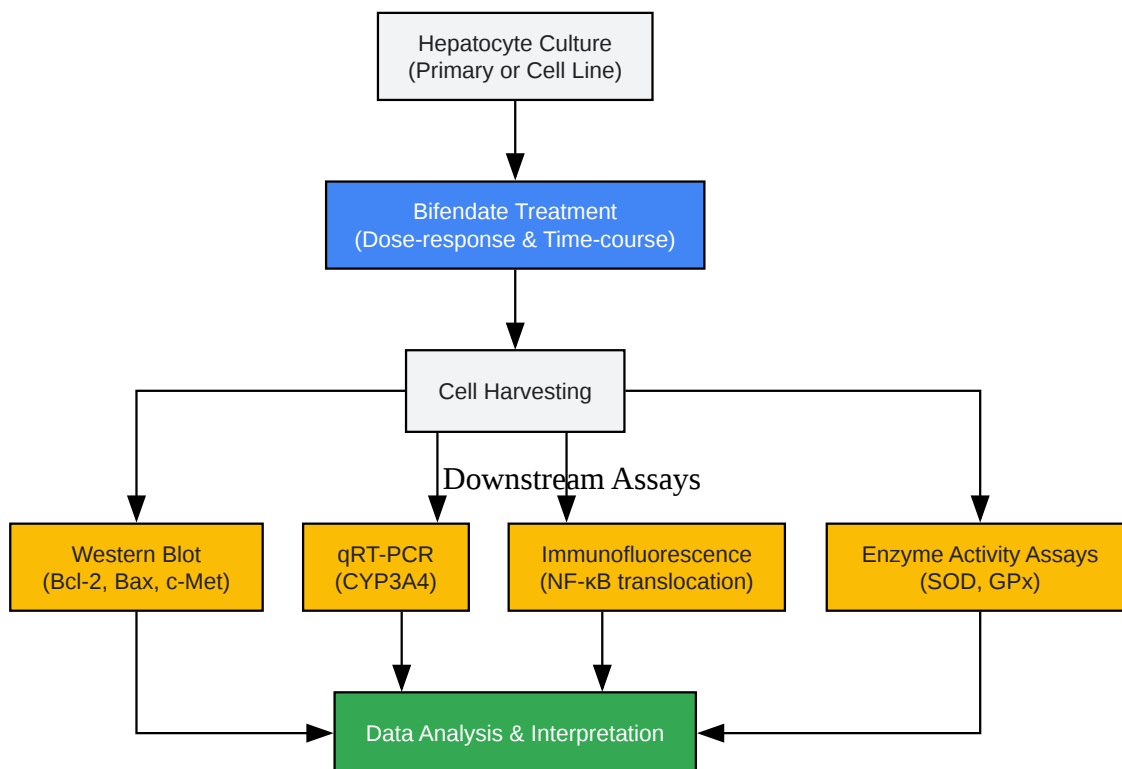 Hepatocyte Culture
(Primary or Cell Line)
Bifendate Treatment
(Dose-response & Time-course)
Cell Harvesting
Downstream Assays
Western Blot
(Bcl-2, Bax, c-Met)
qRT-PCR
(CYP3A4)
Immunofluorescence
(NF-κB translocation)
Enzyme Activity Assays
(SOD, GPx)
Data Analysis & Interpretation